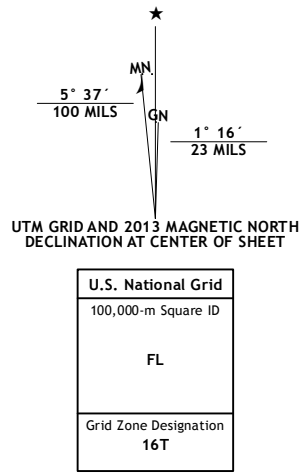 ★
MN.
GN
5° 37´
100 MILS
1° 16´
23 MILS
UTM GRID AND 2013 MAGNETIC NORTH
DECLINATION AT CENTER OF SHEET
U.S. National Grid
100,000-m Square ID
FL
Grid Zone Designation
16T